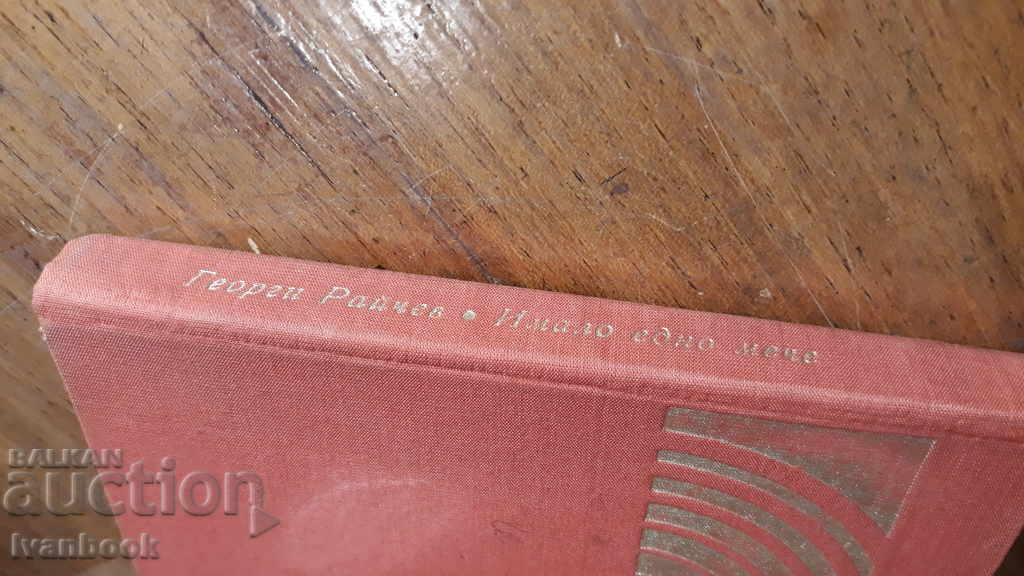 Георги Райчев • Имало едно мече
BALKAN
auction
Ivanbook